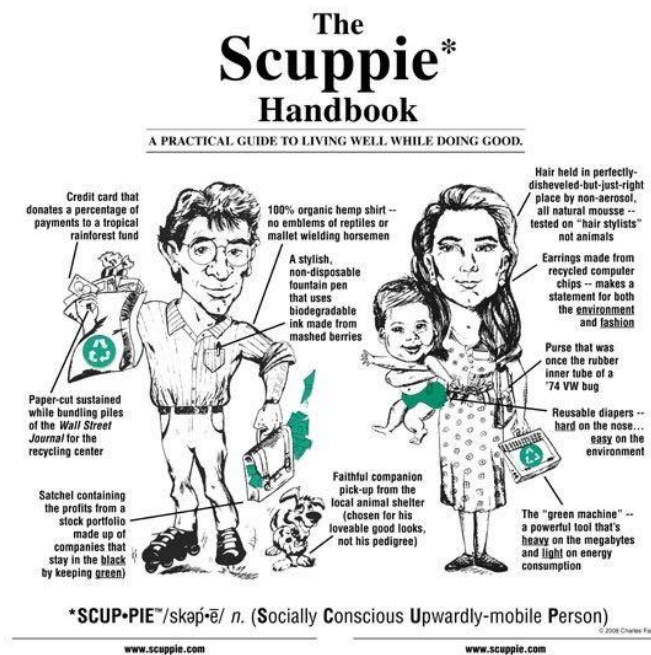 The
Scuppie*
Handbook
A PRACTICAL GUIDE TO LIVING WELL WHILE DOING GOOD.
Credit card that
donates a percentage of
payments to a tropical
rainforest fund
100% organic hemp shirt --
no emblems of reptiles or
mallet wielding horsemen
A stylish,
non-disposable
fountain pen
that uses
biodegradable
ink made from
mashed berries
Paper-cut sustained
while bundling piles
of the Wall Street
Journal for the
recycling center
Satchel containing
the profits from a
stock portfolio
made up of
companies that
stay in the black
by keeping green)
Faithful companion
pick-up from the
local animal shelter
(chosen for his
loveable good looks,
not his pedigree)
Hair held in perfectly-
disheveled-but-just-right
place by non-aerosol,
all natural mousse --
tested on "hair stylists"
not animals
Earrings made from
recycled computer
chips -- makes a
statement for both
the environment
and fashion
Purse that was
once the rubber
inner tube of a
'74 VW bug
Reusable diapers --
hard on the nose...
easy on the
environment
The "green machine" --
a powerful tool that's
heavy on the megabytes
and light on energy
consumption
*SCUP•PIE™/skəṕ•ē/ n. (Socially Conscious Upwardly-mobile Person)
© 2008 Charles Fa
www.scuppie.com
www.scuppie.com